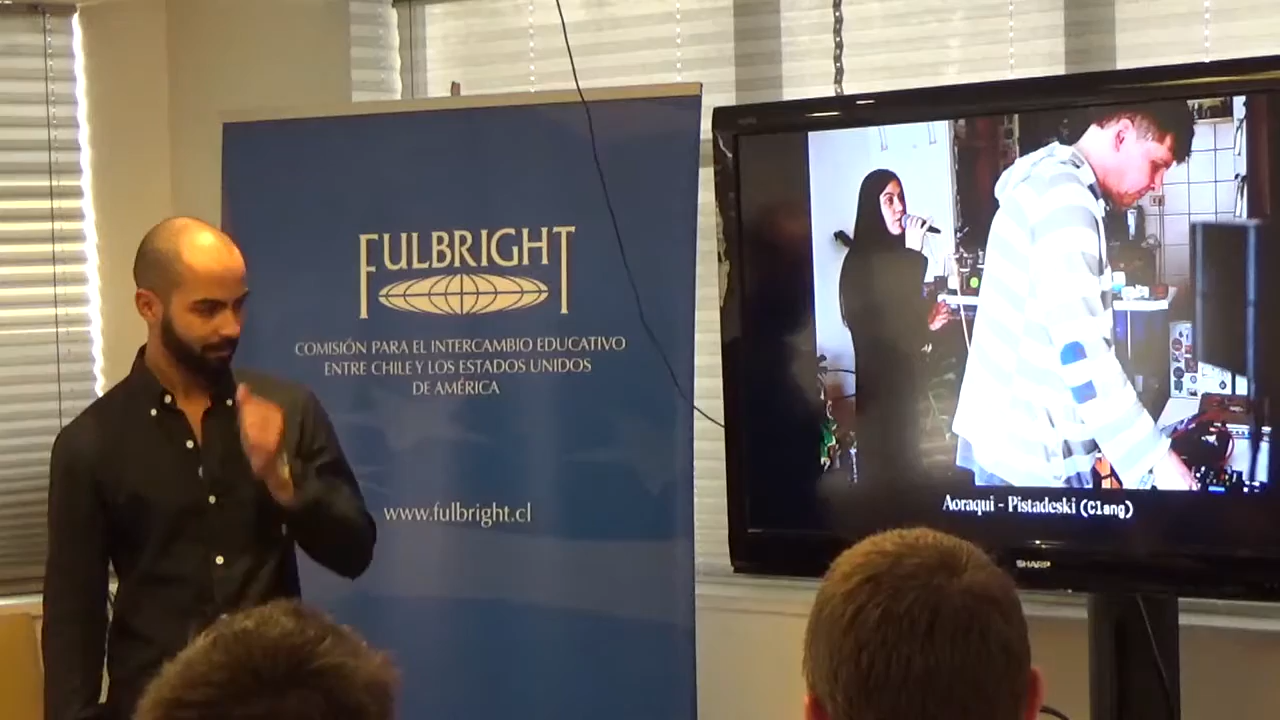 FULBRIGHT
COMISIÓN PARA EL INTERCAMBIO EDUCATIVO
ENTRE CHILE Y LOS ESTADOS UNIDOS
DE AMÉRICA
www.fulbright.cl
Aoraqui - Pistadeski (Clang)
SHARP